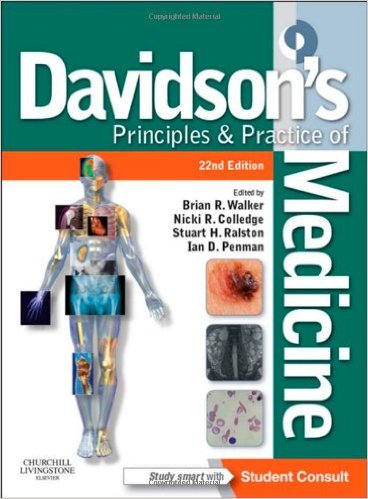 Davidson's
Principles & Practice of
Medicine
22nd Edition
Edited by
Brian R. Walker
Nicki R. Colledge
Stuart H. Ralston
Ian D. Penman
CHURCHILL
LIVINGSTONE
ELSEVIER
Study smart with Student Consult